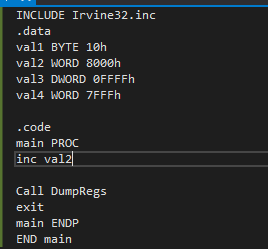 INCLUDE Irvine32.inc
.data
val1 BYTE 10h
val2 WORD 8000h
val3 DWORD 0FFFFh
val4 WORD 7FFFh
.code
main PROC
inc val2
Call DumpRegs
exit
main ENDP
END main